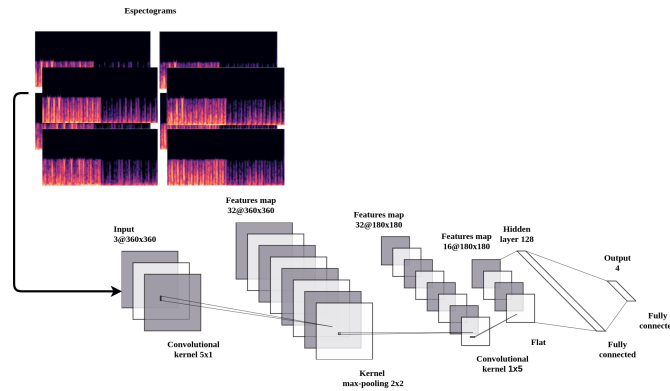 Espectograms
Input
3@360x360
Features map
32@360x360
Features map
32@180x180
Features map
16@180x180
Hidden
layer 128
Output
4
Convolutional
kernel 5x1
Kernel
max-pooling 2x2
Convolutional
kernel 1x5
Flat
Fully
connected
Fully
connecte